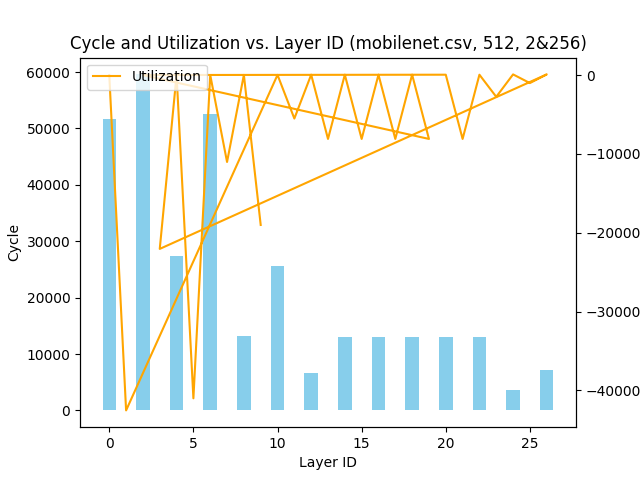 Cycle and Utilization vs. Layer ID (mobilenet.csv, 512, 2&256)
Utilization
60000
50000
40000
30000
20000
10000
0
Cycle
0
−10000
−20000
−30000
−40000
0 5 10 15 20 25
Layer ID